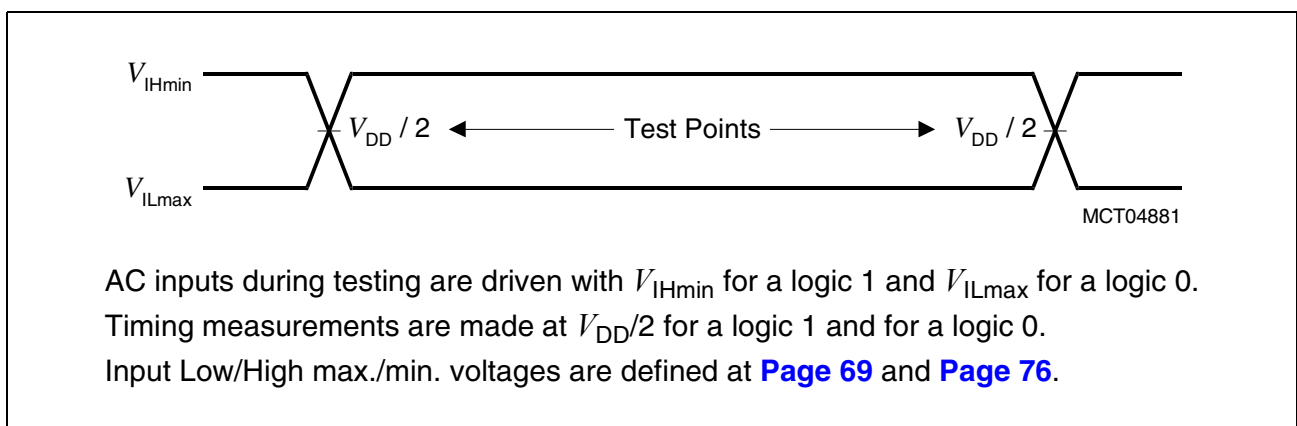 VIHmin
VDD / 2 Test Points VDD / 2
VILmax
MCT04881
AC inputs during testing are driven with VIHmin for a logic 1 and VILmax for a logic 0.
Timing measurements are made at VDD/2 for a logic 1 and for a logic 0.
Input Low/High max./min. voltages are defined at Page 69 and Page 76.